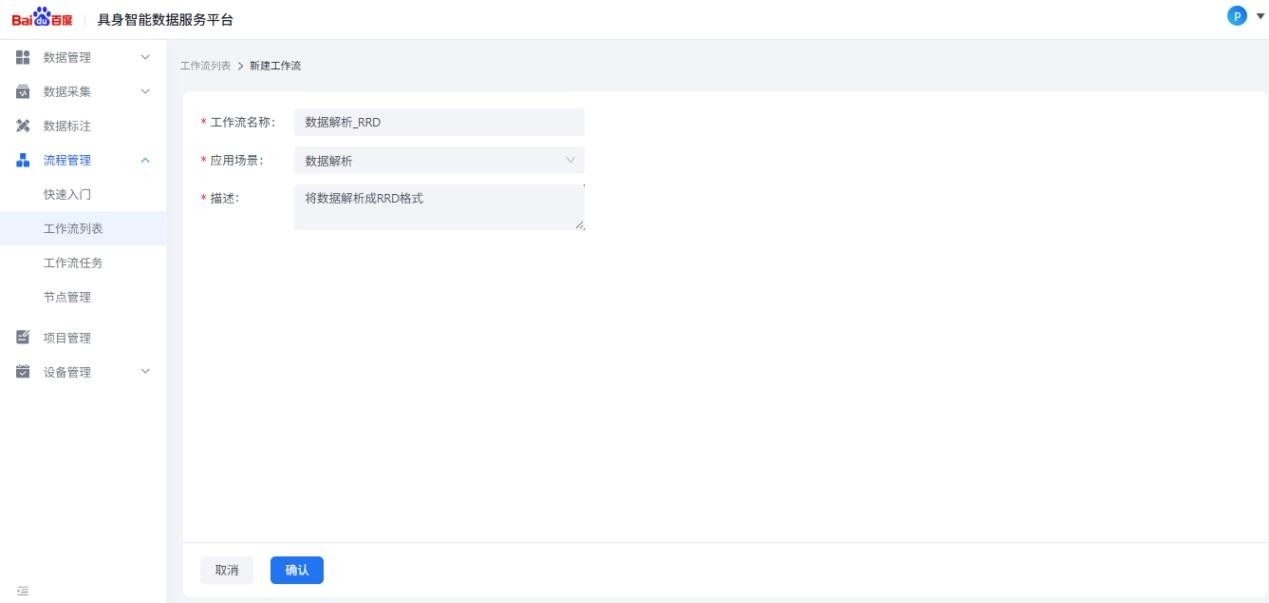 Bai du 百度
具身智能数据服务平台
P
数据管理
数据采集
数据标注
流程管理
快速入门
工作流列表
工作流任务
节点管理
项目管理
设备管理
工作流列表 > 新建工作流
* 工作流名称： 数据解析_RRD
* 应用场景： 数据解析
* 描述： 将数据解析成RRD格式
取消 确认